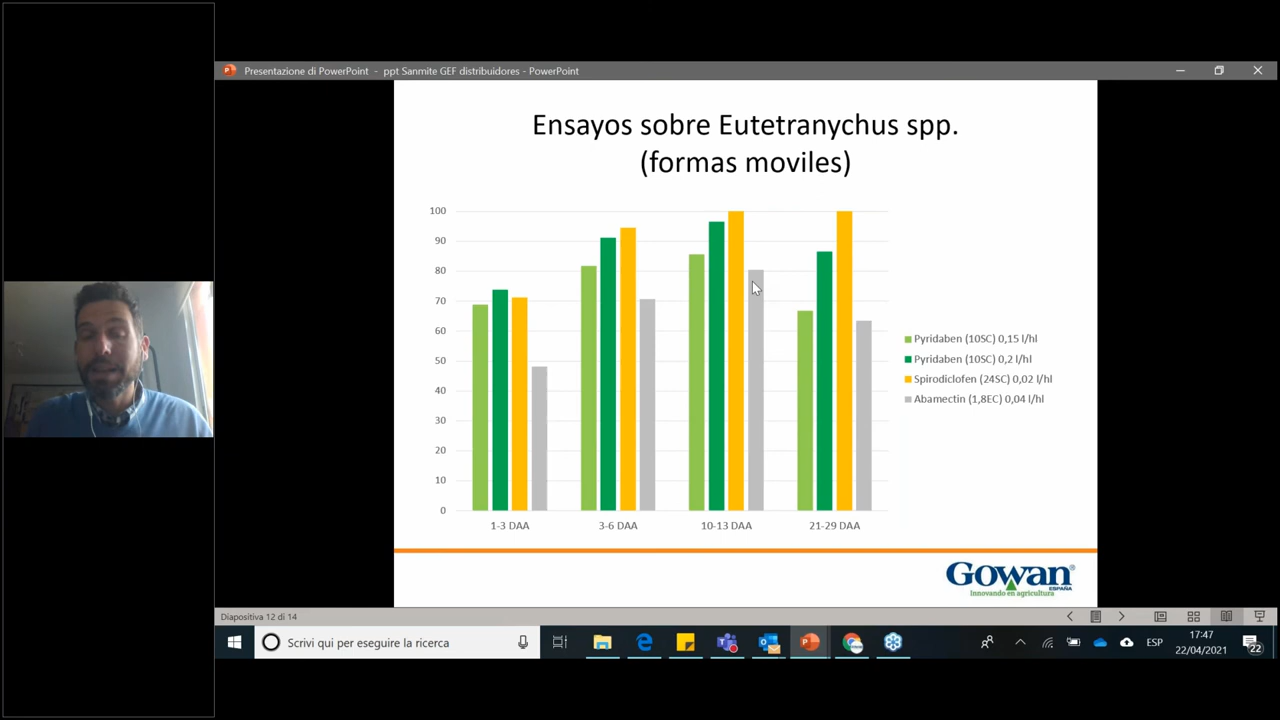 Presentazione di PowerPoint - ppt Sanmite GEF distribuidores - PowerPoint
Ensayos sobre Eutetranychus spp.
(formas moviles)
100
90
80
70
60
50
40
30
20
10
0
1-3 DAA
3-6 DAA
10-13 DAA
21-29 DAA
Pyridaben (10SC) 0,15 l/hl
Pyridaben (10SC) 0,2 l/hl
Spirodiclofen (24SC) 0,02 l/hl
Abamectin (1,8EC) 0,04 l/hl
Gowan®
ESPAÑA
Innovando en agricultura
Diapositiva 12 di 14
Scrivi qui per eseguire la ricerca
ESP
17:47
22/04/2021
22